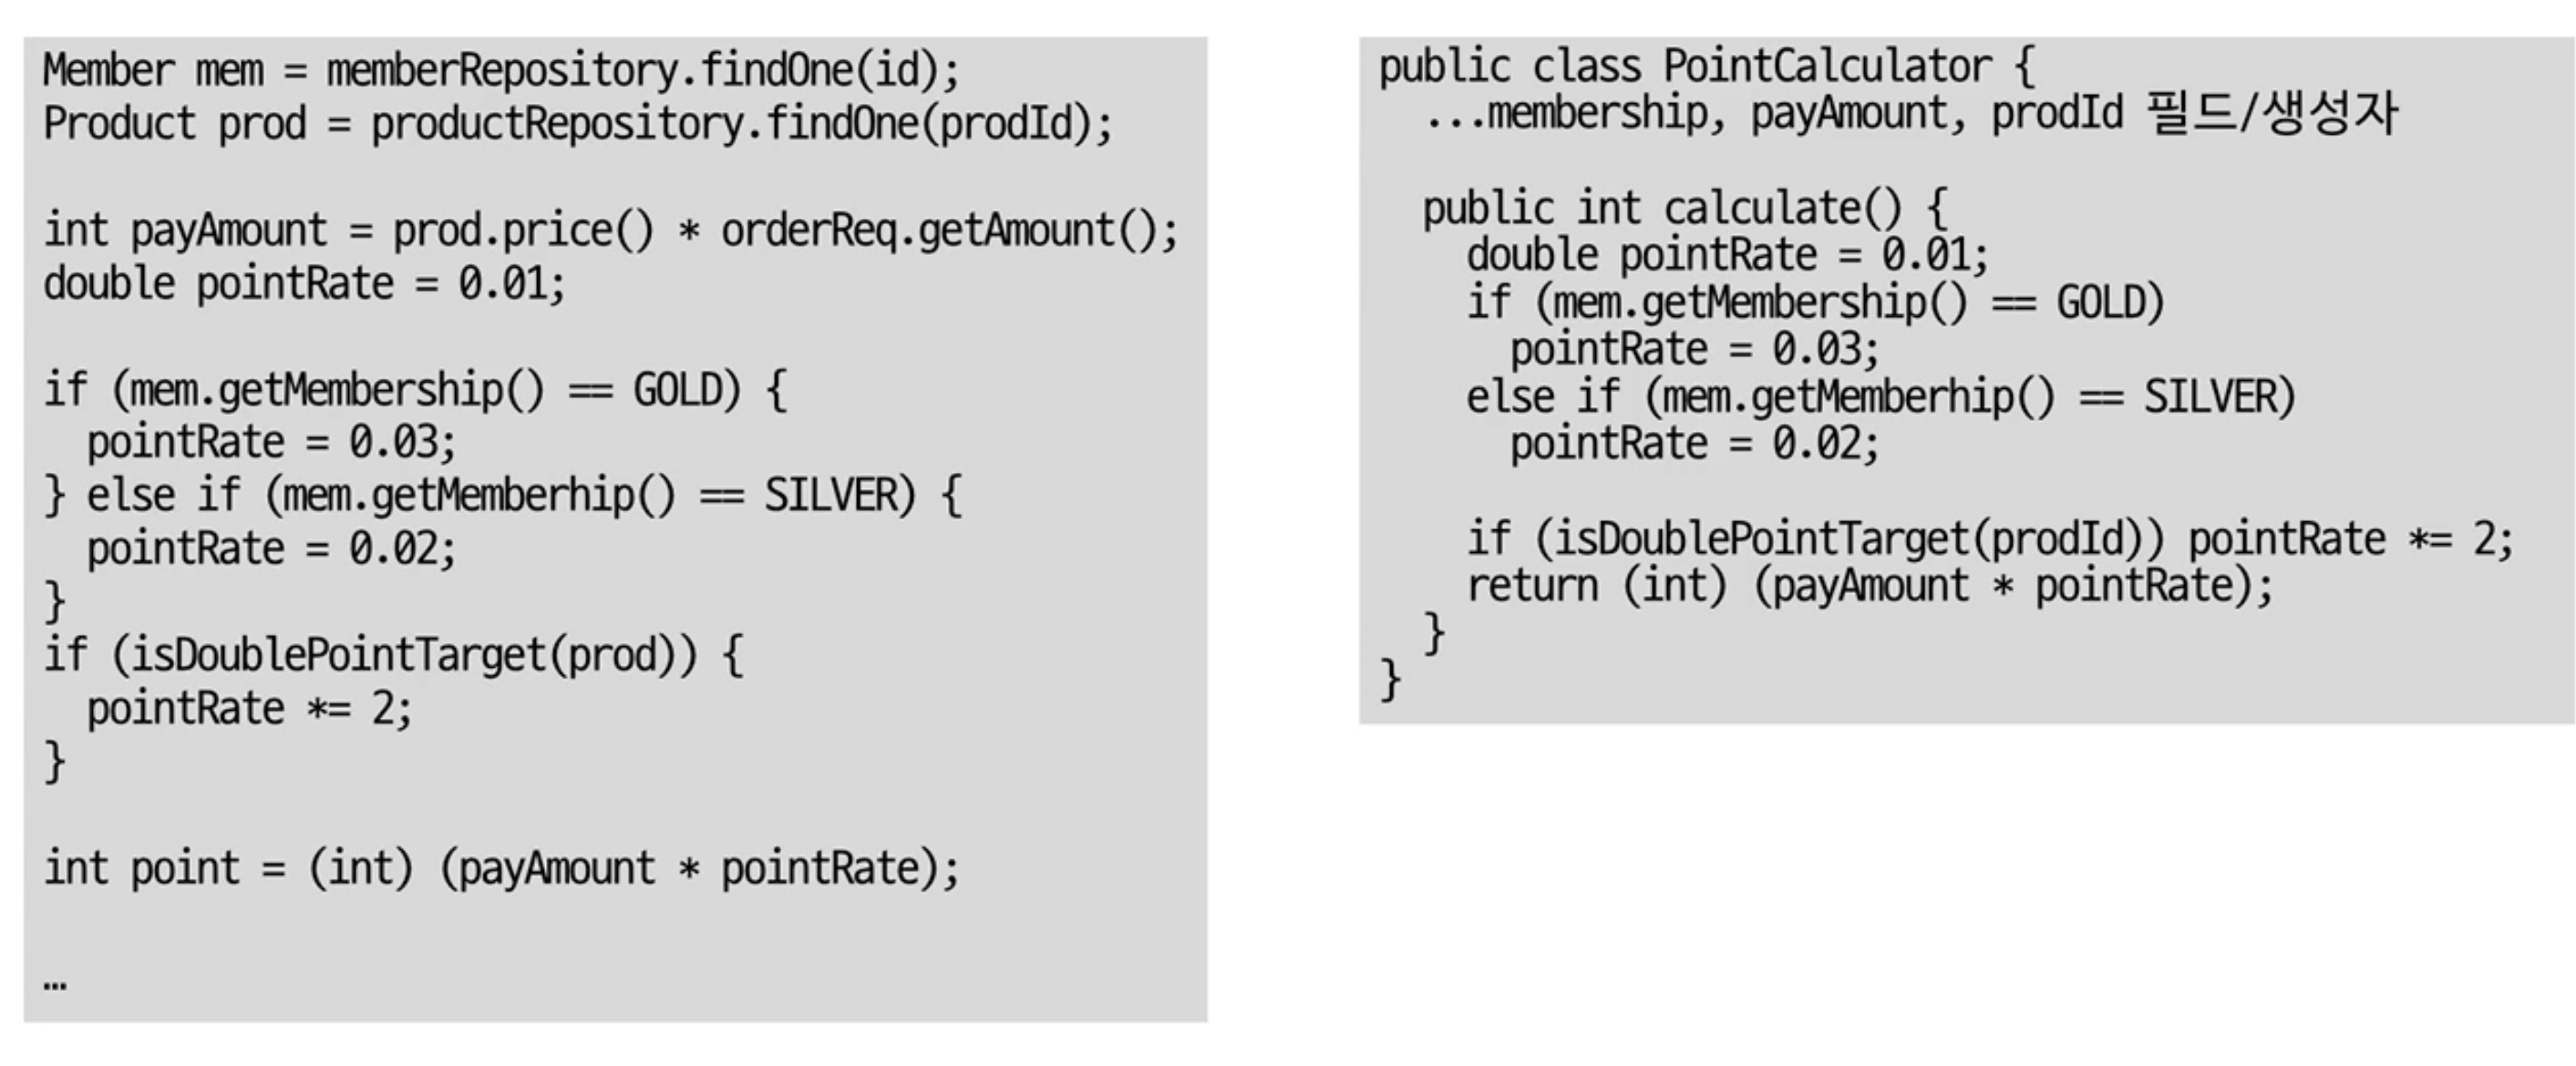 Member mem = memberRepository.findOne(id);
Product prod = productRepository.findOne(prodId);

int payAmount = prod.price() * orderReq.getAmount();
double pointRate = 0.01;

if (mem.getMembership() == GOLD) {
  pointRate = 0.03;
} else if (mem.getMemberhip() == SILVER) {
  pointRate = 0.02;
}
if (isDoublePointTarget(prod)) {
  pointRate *= 2;
}

int point = (int) (payAmount * pointRate);

…

public class PointCalculator {
  ...membership, payAmount, prodId 필드/생성자

  public int calculate() {
    double pointRate = 0.01;
    if (mem.getMembership() == GOLD)
      pointRate = 0.03;
    else if (mem.getMemberhip() == SILVER)
      pointRate = 0.02;

    if (isDoublePointTarget(prodId)) pointRate *= 2;
    return (int) (payAmount * pointRate);
  }
}